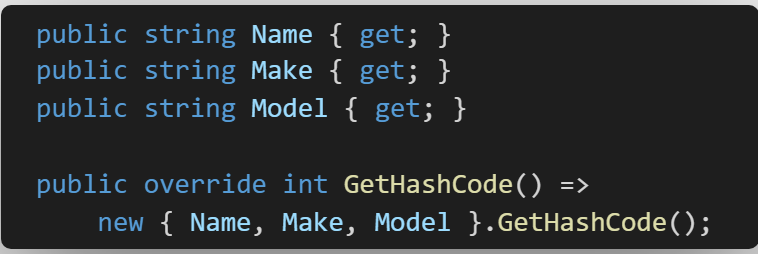 public string Name { get; }
public string Make { get; }
public string Model { get; }
public override int GetHashCode() =>
new { Name, Make, Model }.GetHashCode();